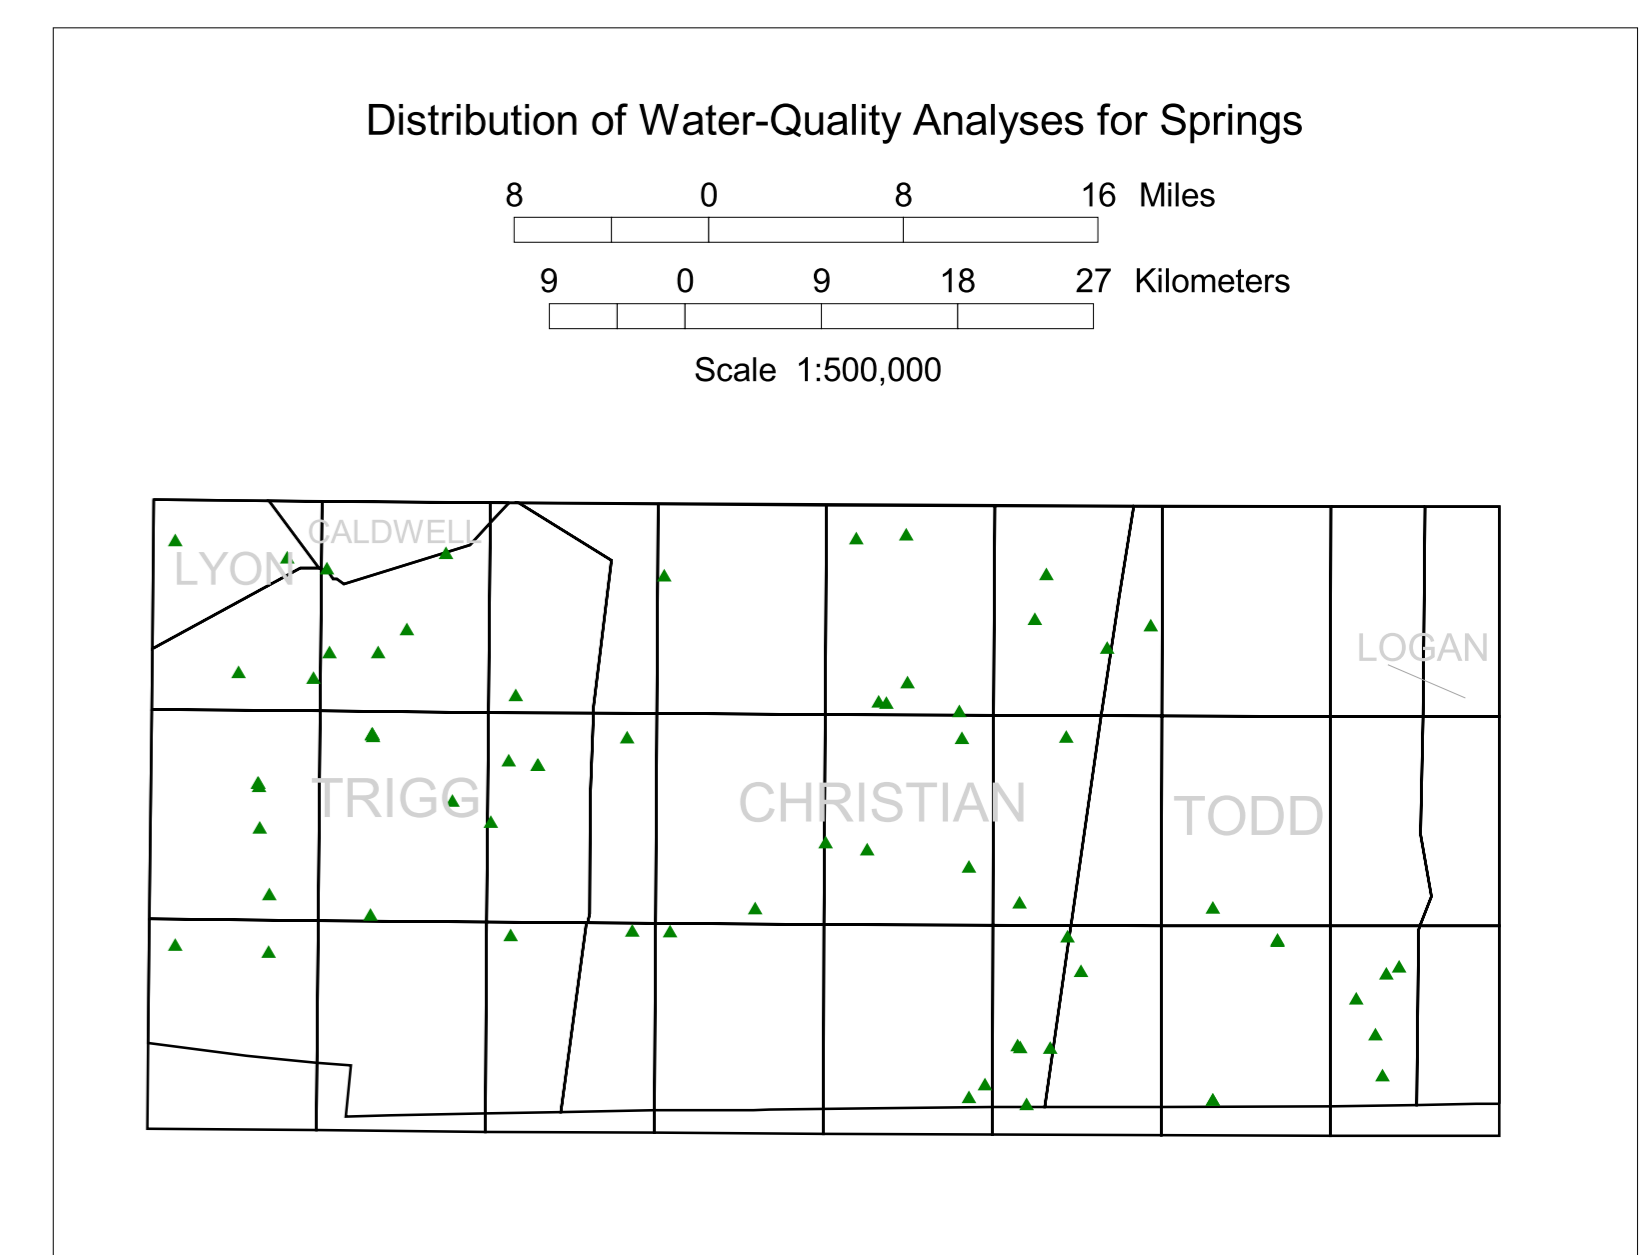 Distribution of Water-Quality Analyses for Springs
8 0 8 16 Miles
9 0 9 18 27 Kilometers
Scale 1:500,000
CALDWELL
LYON
LOGAN
TRIGG
CHRISTIAN
TODD